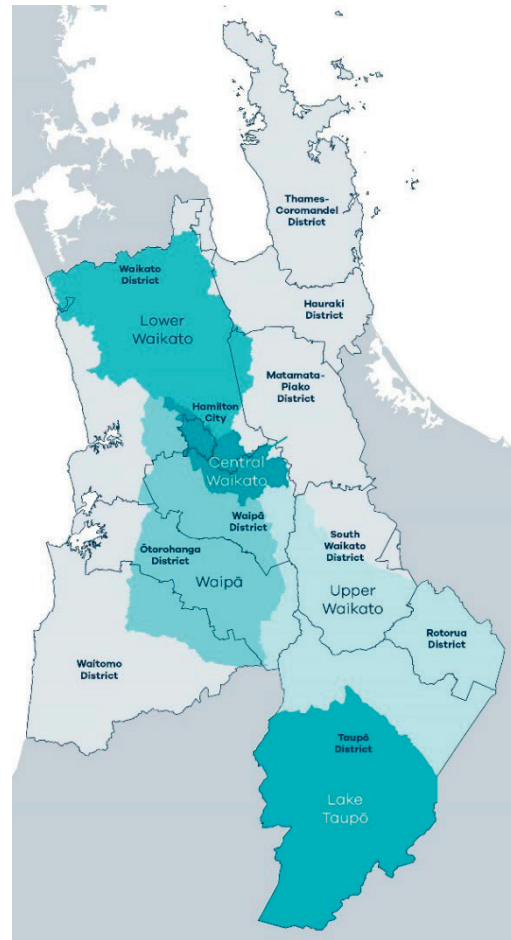 Thames-
Coromandel
District
Hauraki
District
Waikato
District
Lower
Waikato
Matamata-
Piako
District
Hamilton
City
Central
Waikato
Waipā
District
South
Waikato
District
Ōtorohanga
District
Waipā
Upper
Waikato
Rotorua
District
Waitomo
District
Taupō
District
Lake
Taupō